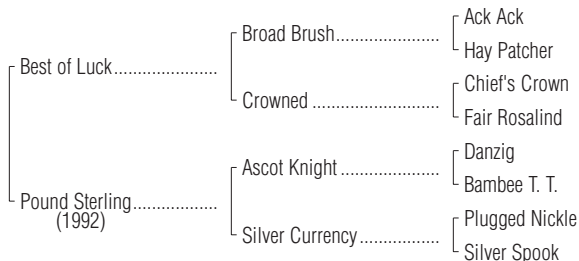 Ack Ack
Broad Brush....................
Hay Patcher
Best of Luck....................
Chief's Crown
Crowned ........................
Fair Rosalind
Danzig
Ascot Knight ...................
Bambee T. T.
Pound Sterling................
(1992)
Plugged Nickle
Silver Currency...............
Silver Spook